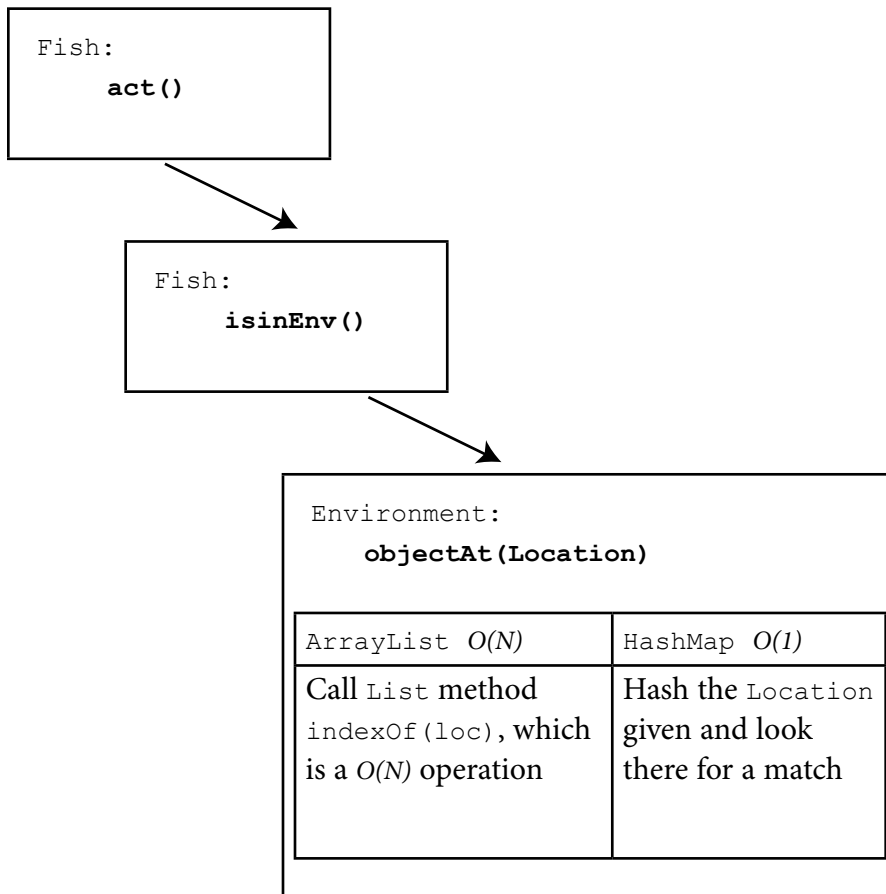 Fish:
act()
Fish:
isinEnv()
Environment:
objectAt(Location)
ArrayList O(N)
Call List method
indexOf(loc), which
is a O(N) operation
HashMap O(1)
Hash the Location
given and look
there for a match